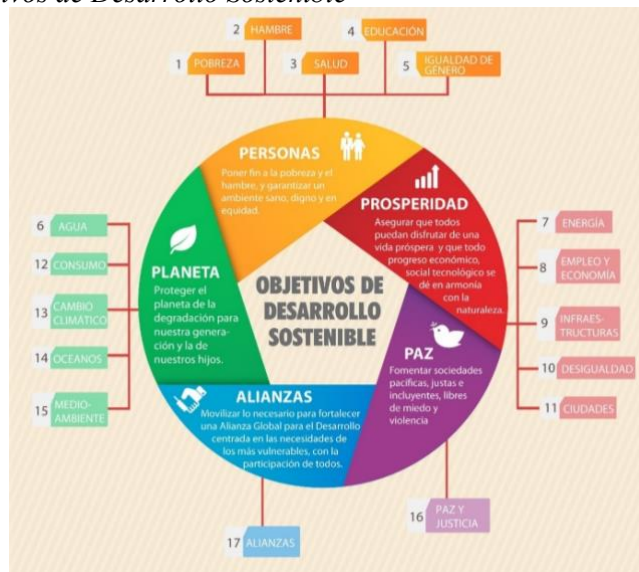 tivos de Desarrollo Sostenible
2 HAMBRE
4 EDUCACIÓN
1 POBREZA
3 SALUD
5 IGUALDAD DE
GÉNERO
PERSONAS
Poner fin a la pobreza y el
hambre, y garantizar un
ambiente sano, digno y en
equidad.
PROSPERIDAD
Asegurar que todos
puedan disfrutar de una
vida próspera y que todo
progreso económico,
social tecnológico se
dé en armonía
con la
naturaleza.
6 AGUA
12 CONSUMO
13 CAMBIO
CLIMÁTICO
14 OCÉANOS
15 MEDIO-
AMBIENTE
PLANETA
Proteger el
planeta de la
degradación para
nuestra genera-
ción y la de
nuestros hijos.
OBJETIVOS DE
DESARROLLO
SOSTENIBLE
7 ENERGÍA
8 EMPLEO Y
ECONOMÍA
9 INFRAES-
TRUCTURAS
10 DESIGUALDAD
11 CIUDADES
PAZ
Fomentar sociedades
pacíficas, justas e
incluyentes, libres
de miedo y
violencia
ALIANZAS
Movilizar lo necesario para fortalecer
una Alianza Global para el Desarrollo
centrada en las necesidades de
los más vulnerables, con la
participación de todos.
16 PAZ Y
JUSTICIA
17 ALIANZAS